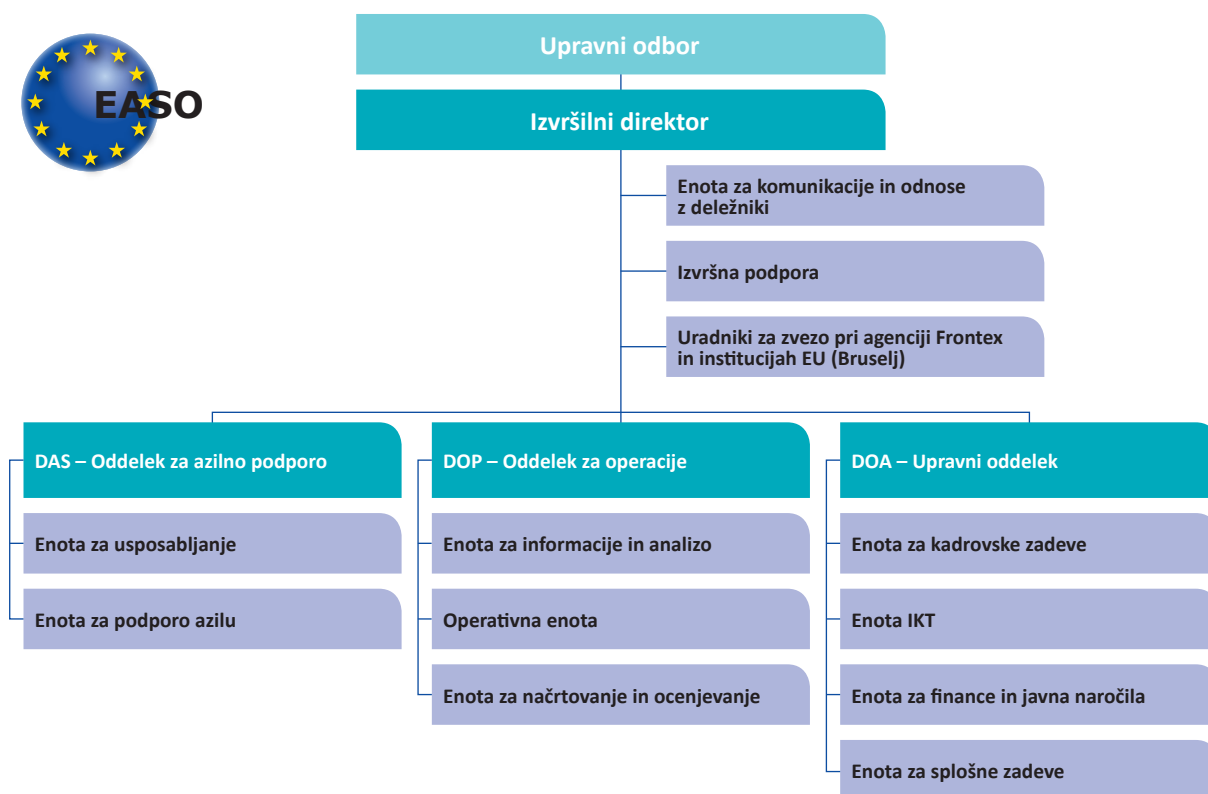 EASO
Upravni odbor
Izvršilni direktor
Enota za komunikacije in odnose
z deležniki
Izvršna podpora
Uradniki za zvezo pri agenciji Frontex
in institucijah EU (Bruselj)
DAS – Oddelek za azilno podporo
Enota za usposabljanje
Enota za podporo azilu
DOP – Oddelek za operacije
Enota za informacije in analizo
Operativna enota
Enota za načrtovanje in ocenjevanje
DOA – Upravni oddelek
Enota za kadrovske zadeve
Enota IKT
Enota za finance in javna naročila
Enota za splošne zadeve